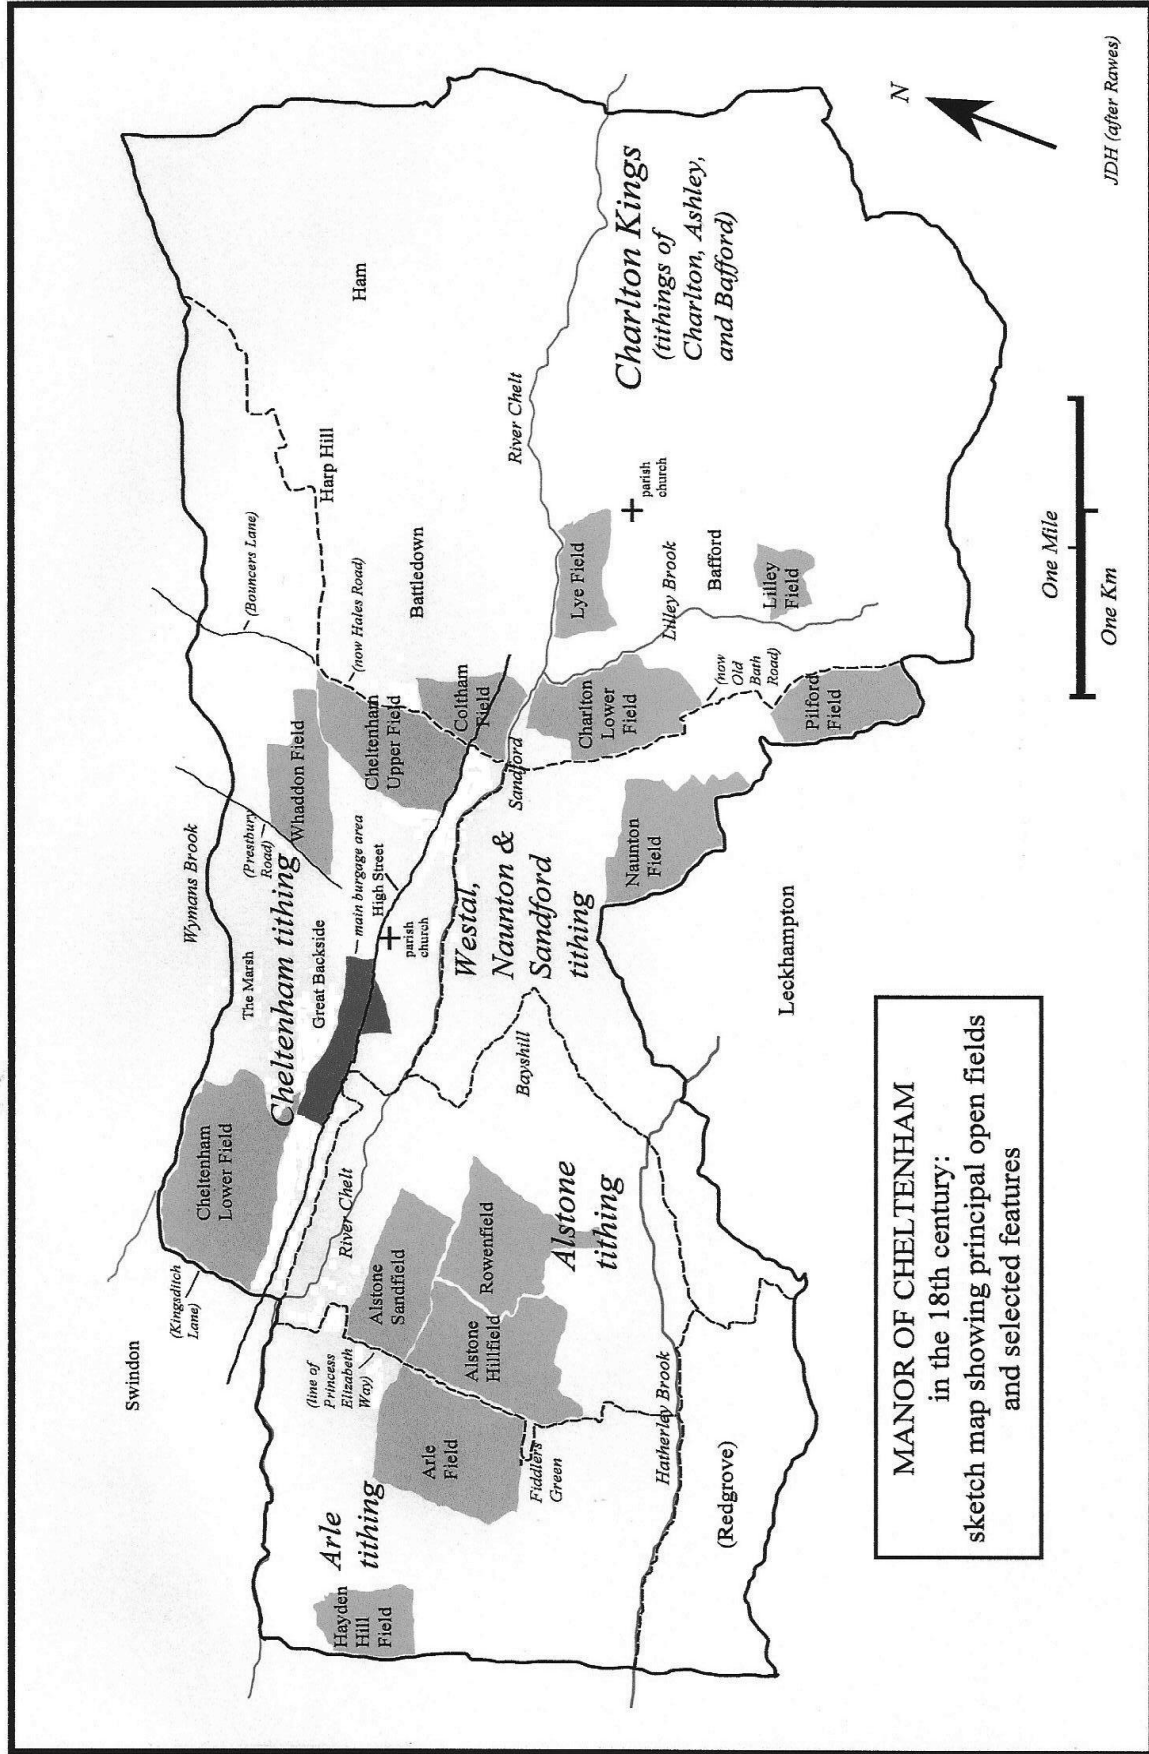 MANOR OF CHELTENHAM
in the 18th century:
sketch map showing principal open fields
and selected features
Swindon
(Kingsditch
Lane)
Cheltenham
Lower Field
The Marsh
Wymans Brook
(Prestbury
Road)
(Bouncers Lane)
Cheltenham tithing
Great Backside
main burgage area
High Street
parish
church
Whaddon Field
Cheltenham
Upper Field
(now Hales Road)
Harp Hill
Ham
Battledown
Coltham
Field
Sandford
River Chelt
Hayden
Hill
Field
Arle
tithing
Arle
Field
(line of
Princess
Elizabeth
Way)
Fiddlers
Green
Alstone
Sandfield
Alstone
Hillfield
Rowenfield
River Chelt
Alstone
tithing
Bayshill
Westal,
Naunton &
Sandford
tithing
Naunton
Field
Charlton
Lower
Field
Lye Field
parish
church
Lilley Brook
Bafford
Lilley
Field
(now
Old
Bath
Road)
Pilford
Field
Charlton Kings
(tithings of
Charlton, Ashley,
and Bafford)
Hatherley Brook
(Redgrove)
Leckhampton
One Mile
One Km
N
JDH (after Rawes)